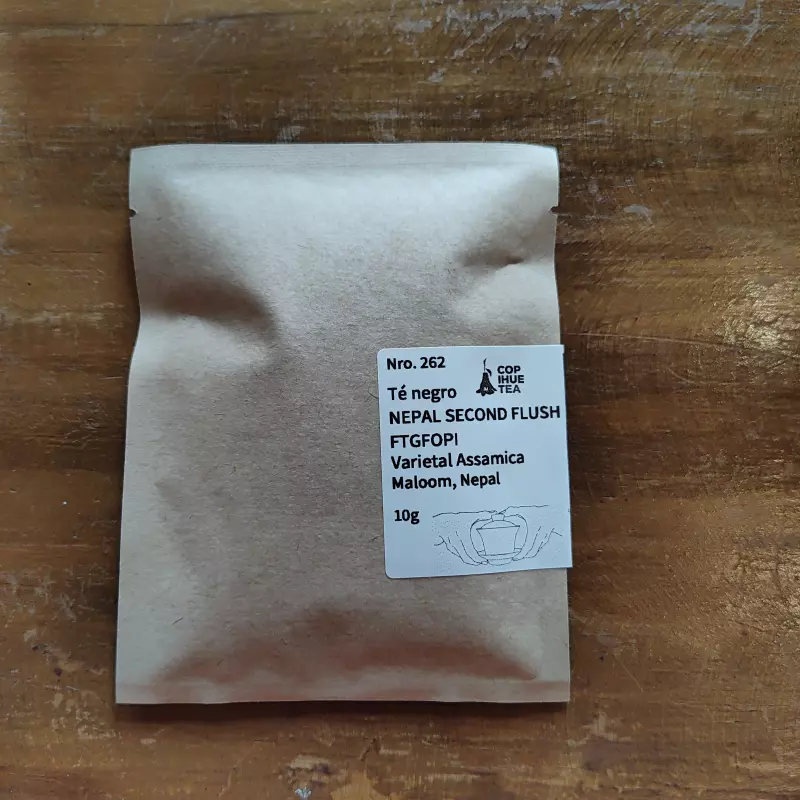 Nro. 262
COP
IHUE
TEA
Té negro
NEPAL SECOND FLUSH
FTGFOPI
Varietal Assamica
Maloom, Nepal
10g